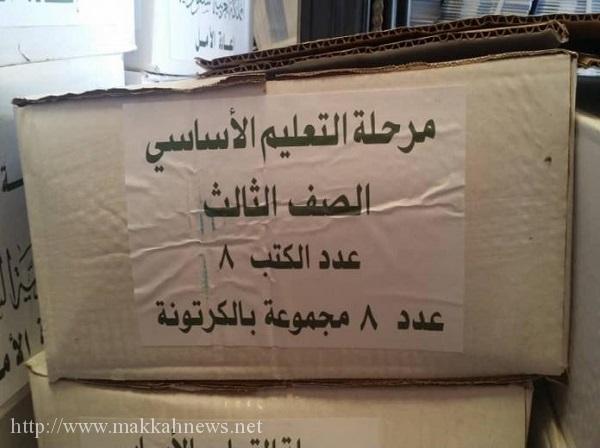 مرحلة التعليم الأساسي
الصف الثالث
عدد الكتب ٨
عدد ٨ مجموعة بالكرتونة
http://www.makkahnews.net